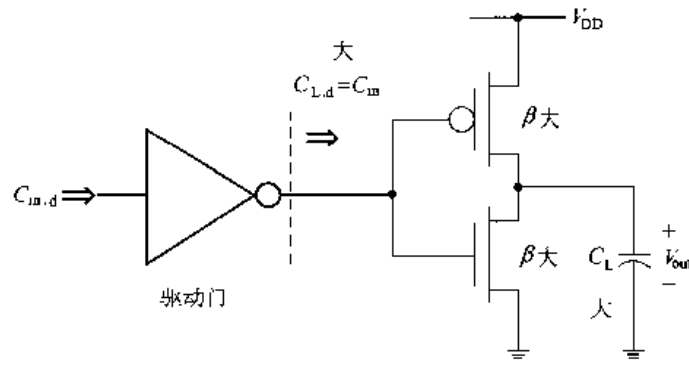 V_DD
大
C_L,d=C_in
β大
C_in,d
β大
C_L
+
V_out
−
大
驱动门